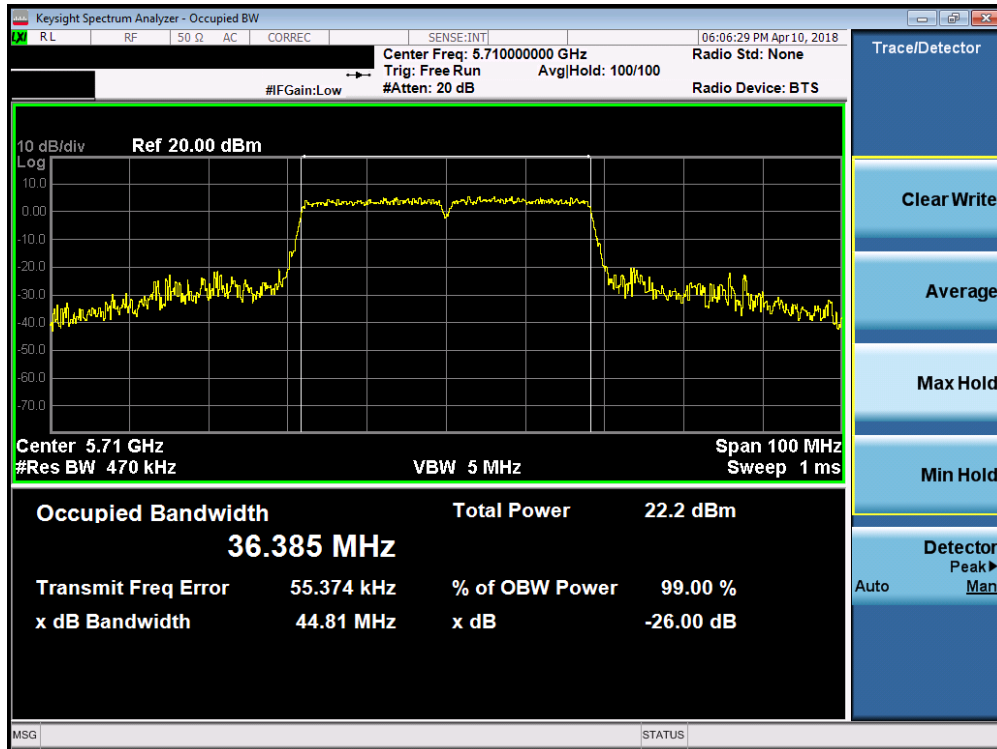 Keysight Spectrum Analyzer - Occupied BW
LXI RL RF 50 Ω AC CORREC SENSE:INT 06:06:29 PM Apr 10, 2018
Center Freq: 5.710000000 GHz Radio Std: None
Trig: Free Run Avg|Hold: 100/100
#IFGain:Low #Atten: 20 dB Radio Device: BTS
10 dB/div Ref 20.00 dBm
Log
10.0
0.00
-10.0
-20.0
-30.0
-40.0
-50.0
-60.0
-70.0
Center 5.71 GHz Span 100 MHz
#Res BW 470 kHz VBW 5 MHz Sweep 1 ms
Occupied Bandwidth Total Power 22.2 dBm
36.385 MHz
Transmit Freq Error 55.374 kHz % of OBW Power 99.00 %
x dB Bandwidth 44.81 MHz x dB -26.00 dB
MSG STATUS
Trace/Detector
Clear Write
Average
Max Hold
Min Hold
Detector
Peak▶
Auto Man